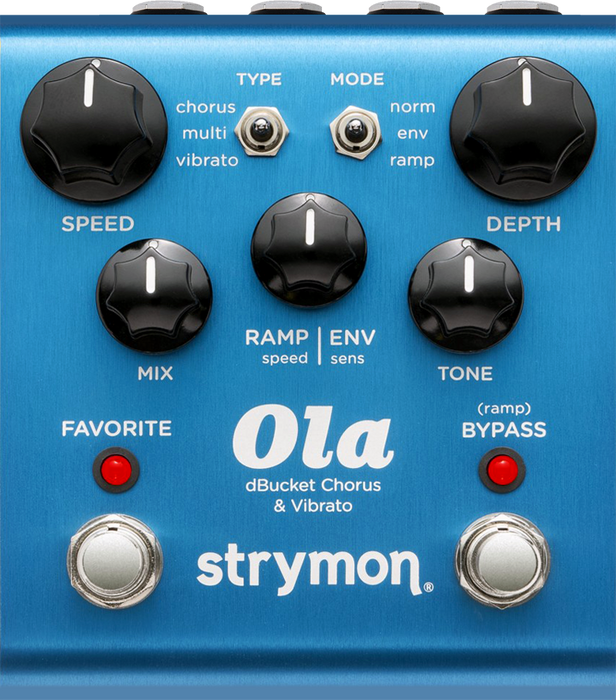 TYPE
MODE
chorus
multi
vibrato
norm
env
ramp
SPEED
DEPTH
RAMP | ENV
speed | sens
MIX
TONE
FAVORITE
(ramp)
BYPASS
Ola
dBucket Chorus
& Vibrato
strymon®